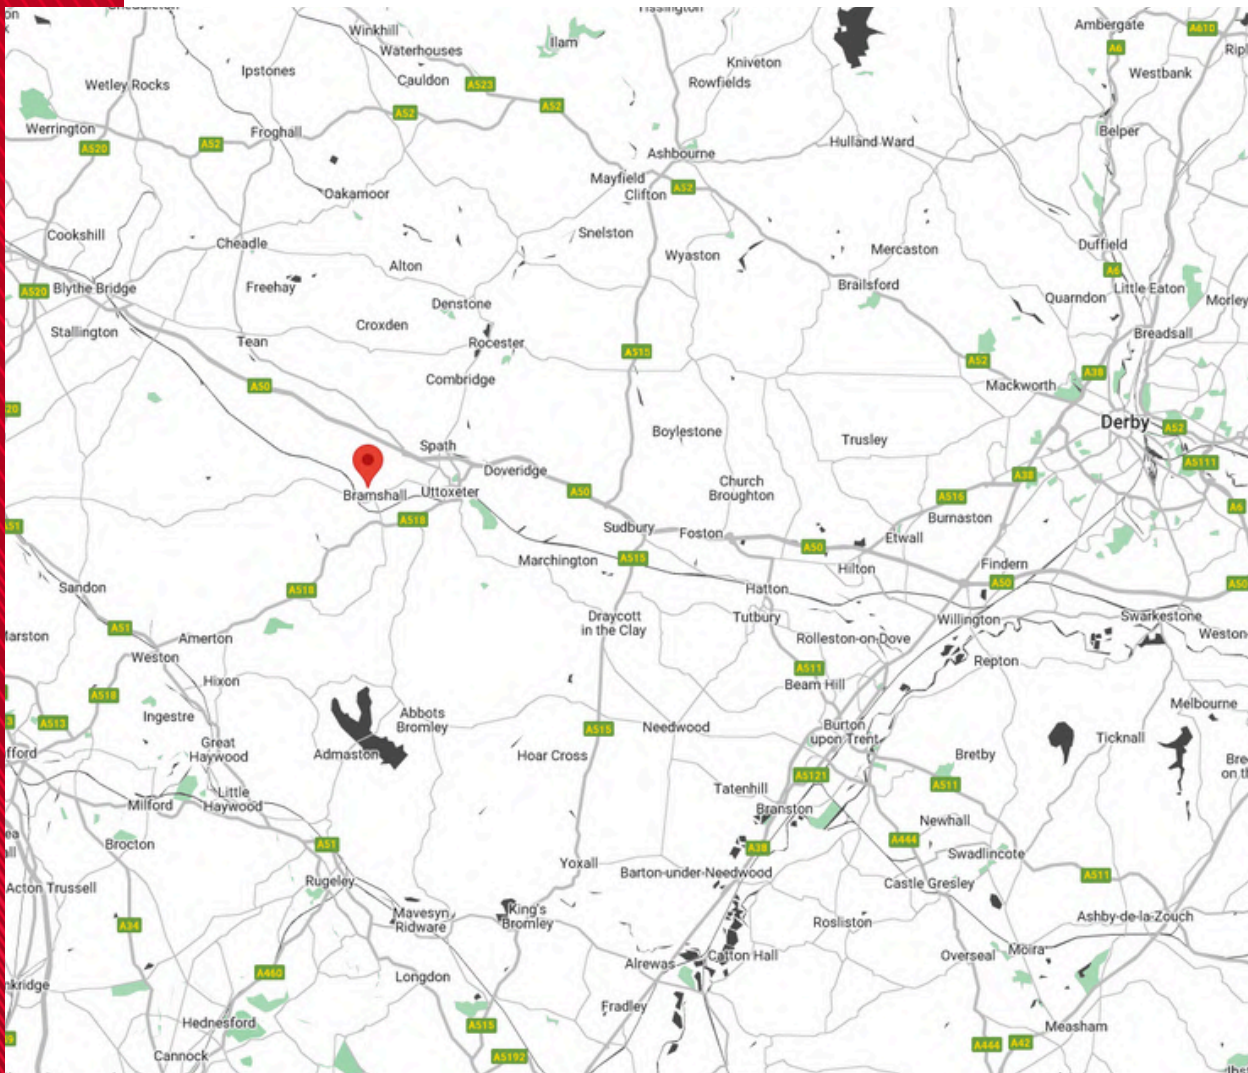 Tissington
Ambergate
Winkhill
A610
Waterhouses
Ilam
A6
Ipstones
Kniveton
Westbank
Wetley Rocks
Cauldon
A523
Rowfields
A52
A52
Werrington
Froghall
Belper
A520
A52
Hulland Ward
Ashbourne
Mayfield
A52
Oakamoor
Clifton
Cookshill
Snelston
Cheadle
Duffield
Wyaston
Mercaston
Alton
A6
A520
Blythe Bridge
Freehay
Brailsford
Little Eaton
Quarndon
Morley
Denstone
Stallington
Croxden
Breadsall
Tean
Rocester
A515
A52
A50
Combridge
A38
Mackworth
Derby
A52
Boylestone
Trusley
Spath
Doveridge
A5111
A38
Church
Broughton
Bramshall
Uttoxeter
A50
A516
A6
A518
Burnaston
A51
Sudbury
Foston
Etwall
A50
Marchington
A515
Findern
Hilton
A50
A50
Sandon
A518
Hatton
Draycott
in the Clay
Tutbury
Willington
Swarkestone
A51
Amerton
Rolleston-on-Dove
Weston
A511
Repton
Hixon
Beam Hill
A518
Melbourne
Ingestre
Abbots
Bromley
A513
A515
Needwood
Burton
upon Trent
Ticknall
Great
Haywood
Admaston
Hoar Cross
Bretby
A5121
A511
Tatenhill
Little
Haywood
Milford
Branston
Newhall
Brocton
A51
A38
A444
Swadlincote
Yoxall
Barton-under-Needwood
A511
Rugeley
Castle Gresley
Acton Trussell
Mavesyn
Ridware
King's
Bromley
Ashby-de-la-Zouch
A34
Rosliston
Catton Hall
Overseal
Moira
Alrewas
A460
Longdon
Fradley
Hednesford
A515
Measham
A444
A42
Cannock
A5192